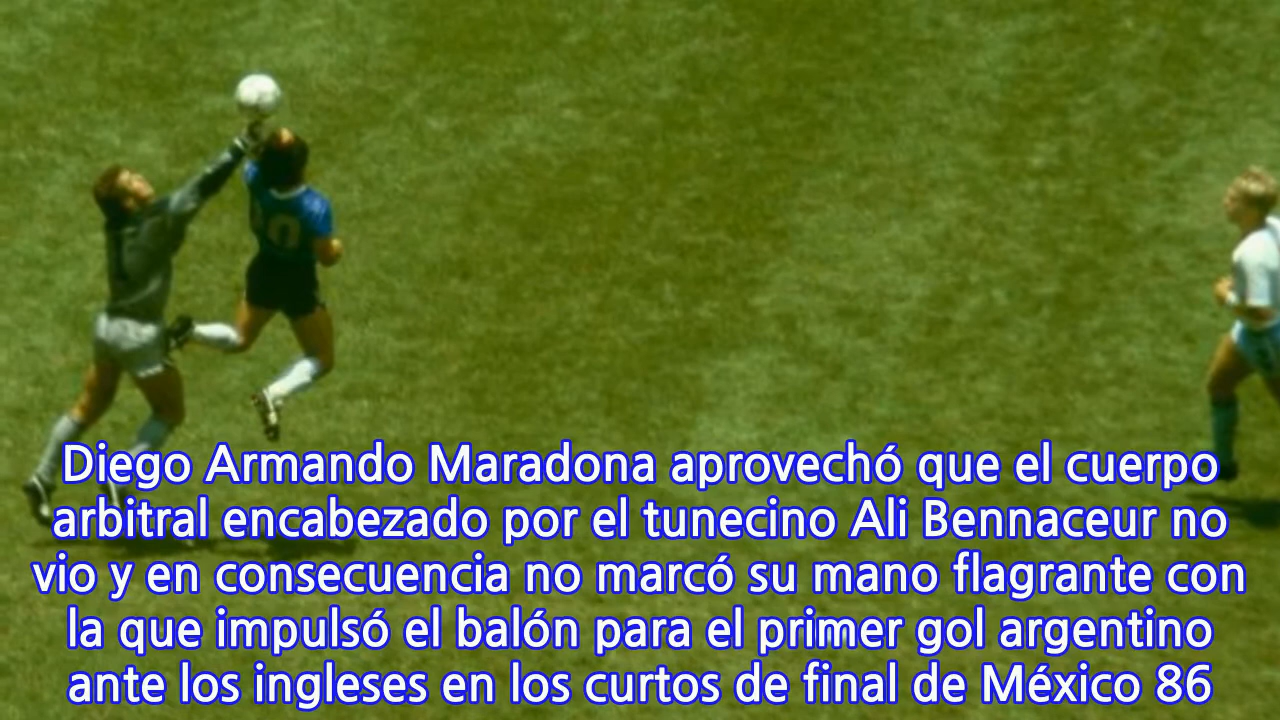 Diego Armando Maradona aprovechó que el cuerpo
arbitral encabezado por el tunecino Ali Bennaceur no
vio y en consecuencia no marcó su mano flagrante con
la que impulsó el balón para el primer gol argentino
ante los ingleses en los curtos de final de México 86